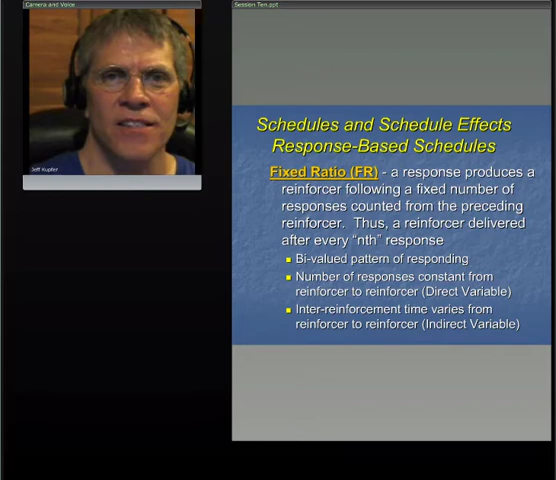 Camera and Voice
Session Ten.ppt
Jeff Kupfer
Schedules and Schedule Effects
Response-Based Schedules
Fixed Ratio (FR) - a response produces a
reinforcer following a fixed number of
responses counted from the preceding
reinforcer. Thus, a reinforcer delivered
after every “nth” response
Bi-valued pattern of responding
Number of responses constant from
reinforcer to reinforcer (Direct Variable)
Inter-reinforcement time varies from
reinforcer to reinforcer (Indirect Variable)